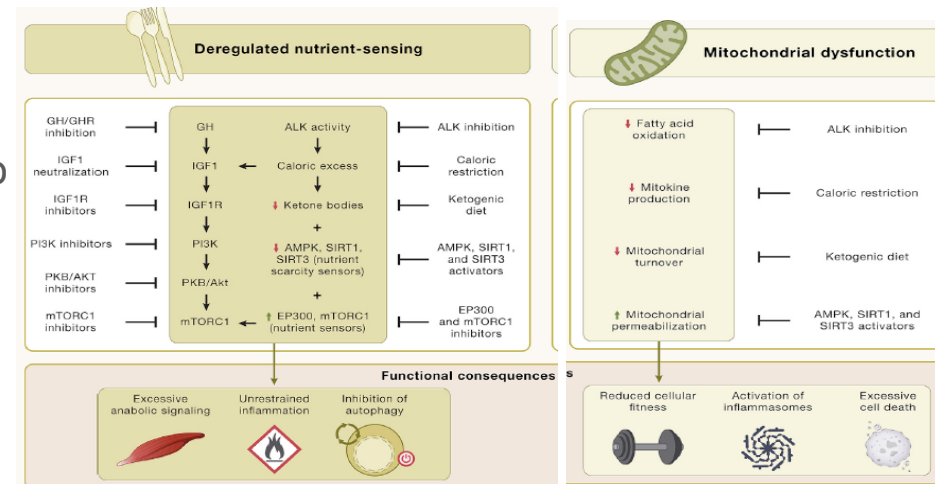 Deregulated nutrient-sensing
GH/GHR
inhibition
IGF1
neutralization
IGF1R
inhibitors
PI3K inhibitors
PKB/AKT
inhibitors
mTORC1
inhibitors
GH
IGF1
IGF1R
PI3K
PKB/Akt
mTORC1
ALK activity
Caloric excess
↓ Ketone bodies
+
↓ AMPK, SIRT1,
SIRT3 (nutrient
scarcity sensors)
+
↑ EP300, mTORC1
(nutrient sensors)
ALK inhibition
Caloric
restriction
Ketogenic
diet
AMPK, SIRT1,
and SIRT3
activators
EP300
and mTORC1
inhibitors
Mitochondrial dysfunction
↓ Fatty acid
oxidation
↓ Mitokine
production
↓ Mitochondrial
turnover
↑ Mitochondrial
permeabilization
ALK inhibition
Caloric restriction
Ketogenic diet
AMPK, SIRT1, and
SIRT3 activators
Functional consequences
s
Excessive
anabolic signaling
Unrestrained
inflammation
Inhibition of
autophagy
Reduced cellular
fitness
Activation of
inflammasomes
Excessive
cell death